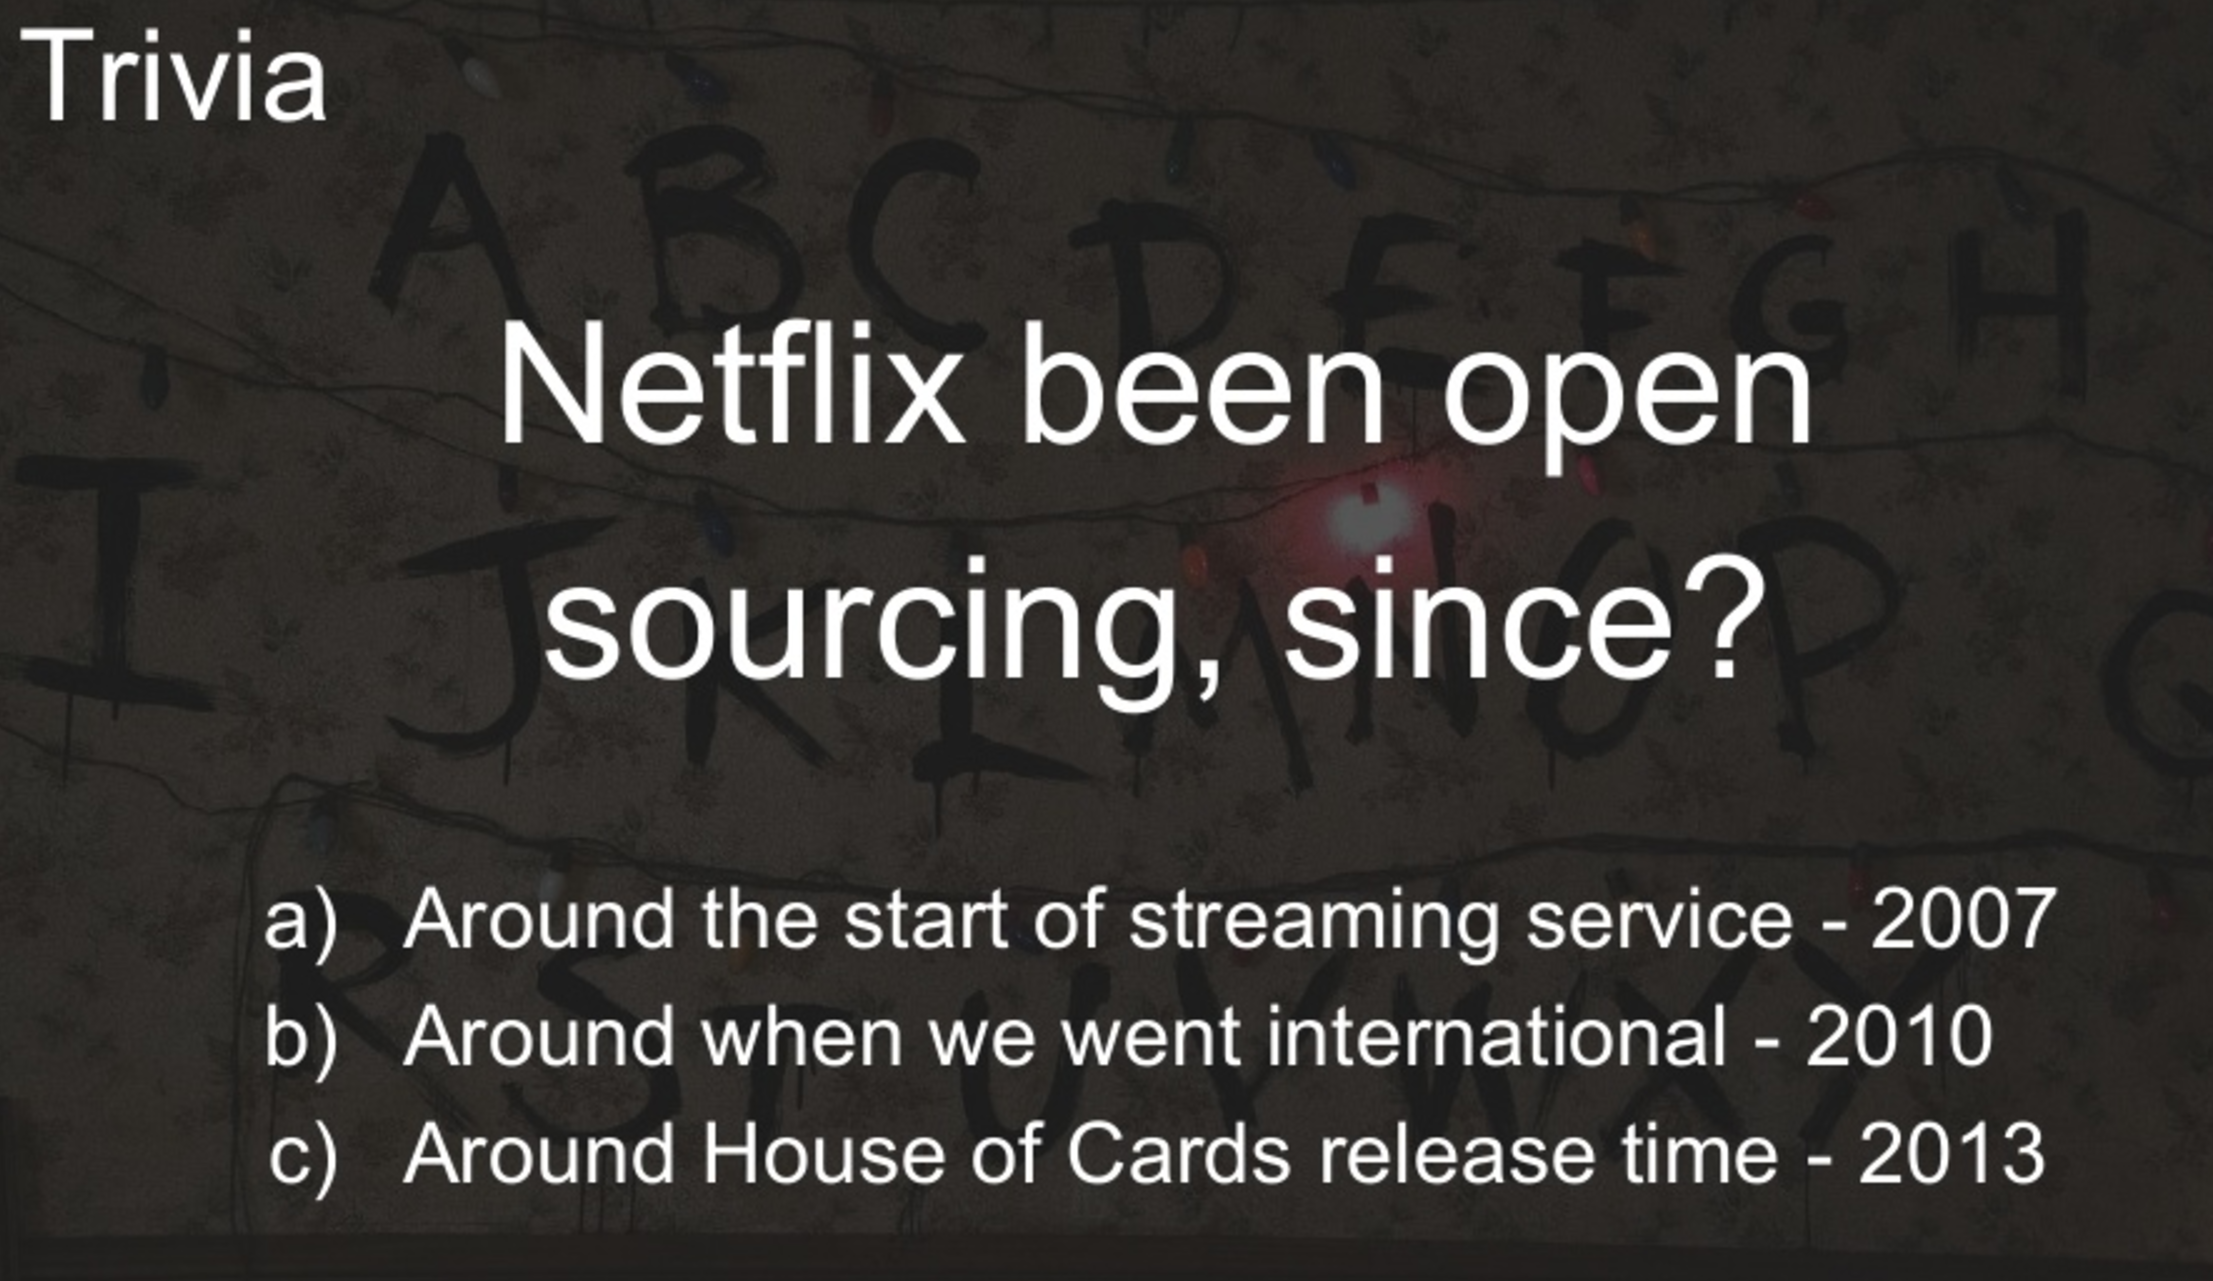 Trivia
A B C D E F G H
Netflix been open
I J K L M N O P Q
sourcing, since?
a) Around the start of streaming service - 2007
R S T U V W X Y
b) Around when we went international - 2010
c) Around House of Cards release time - 2013